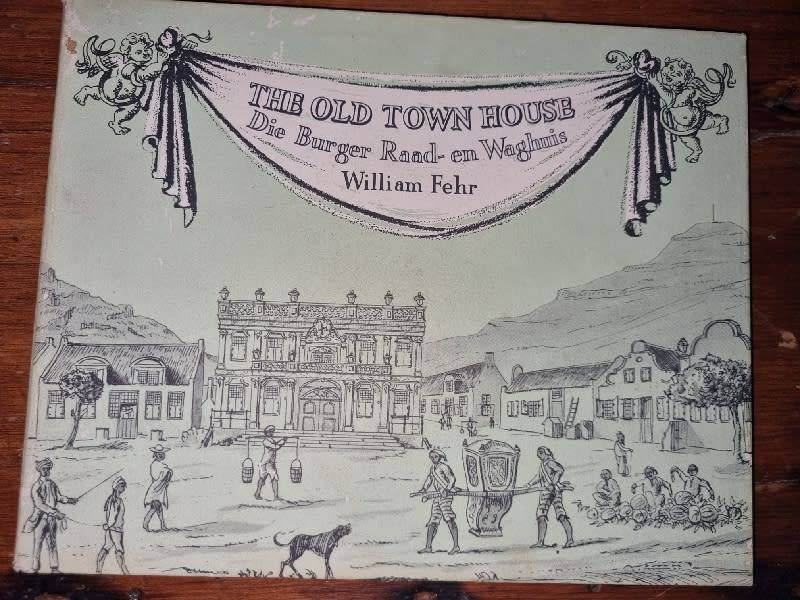 THE OLD TOWN HOUSE
Die Burger Raad-en Waghuis
William Fehr